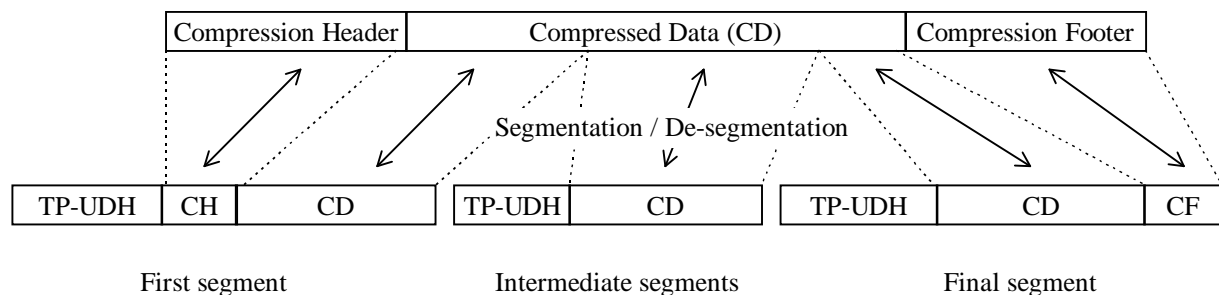 Compression Header Compressed Data (CD) Compression Footer
Segmentation / De-segmentation
TP-UDH CH CD TP-UDH CD TP-UDH CD CF
First segment Intermediate segments Final segment